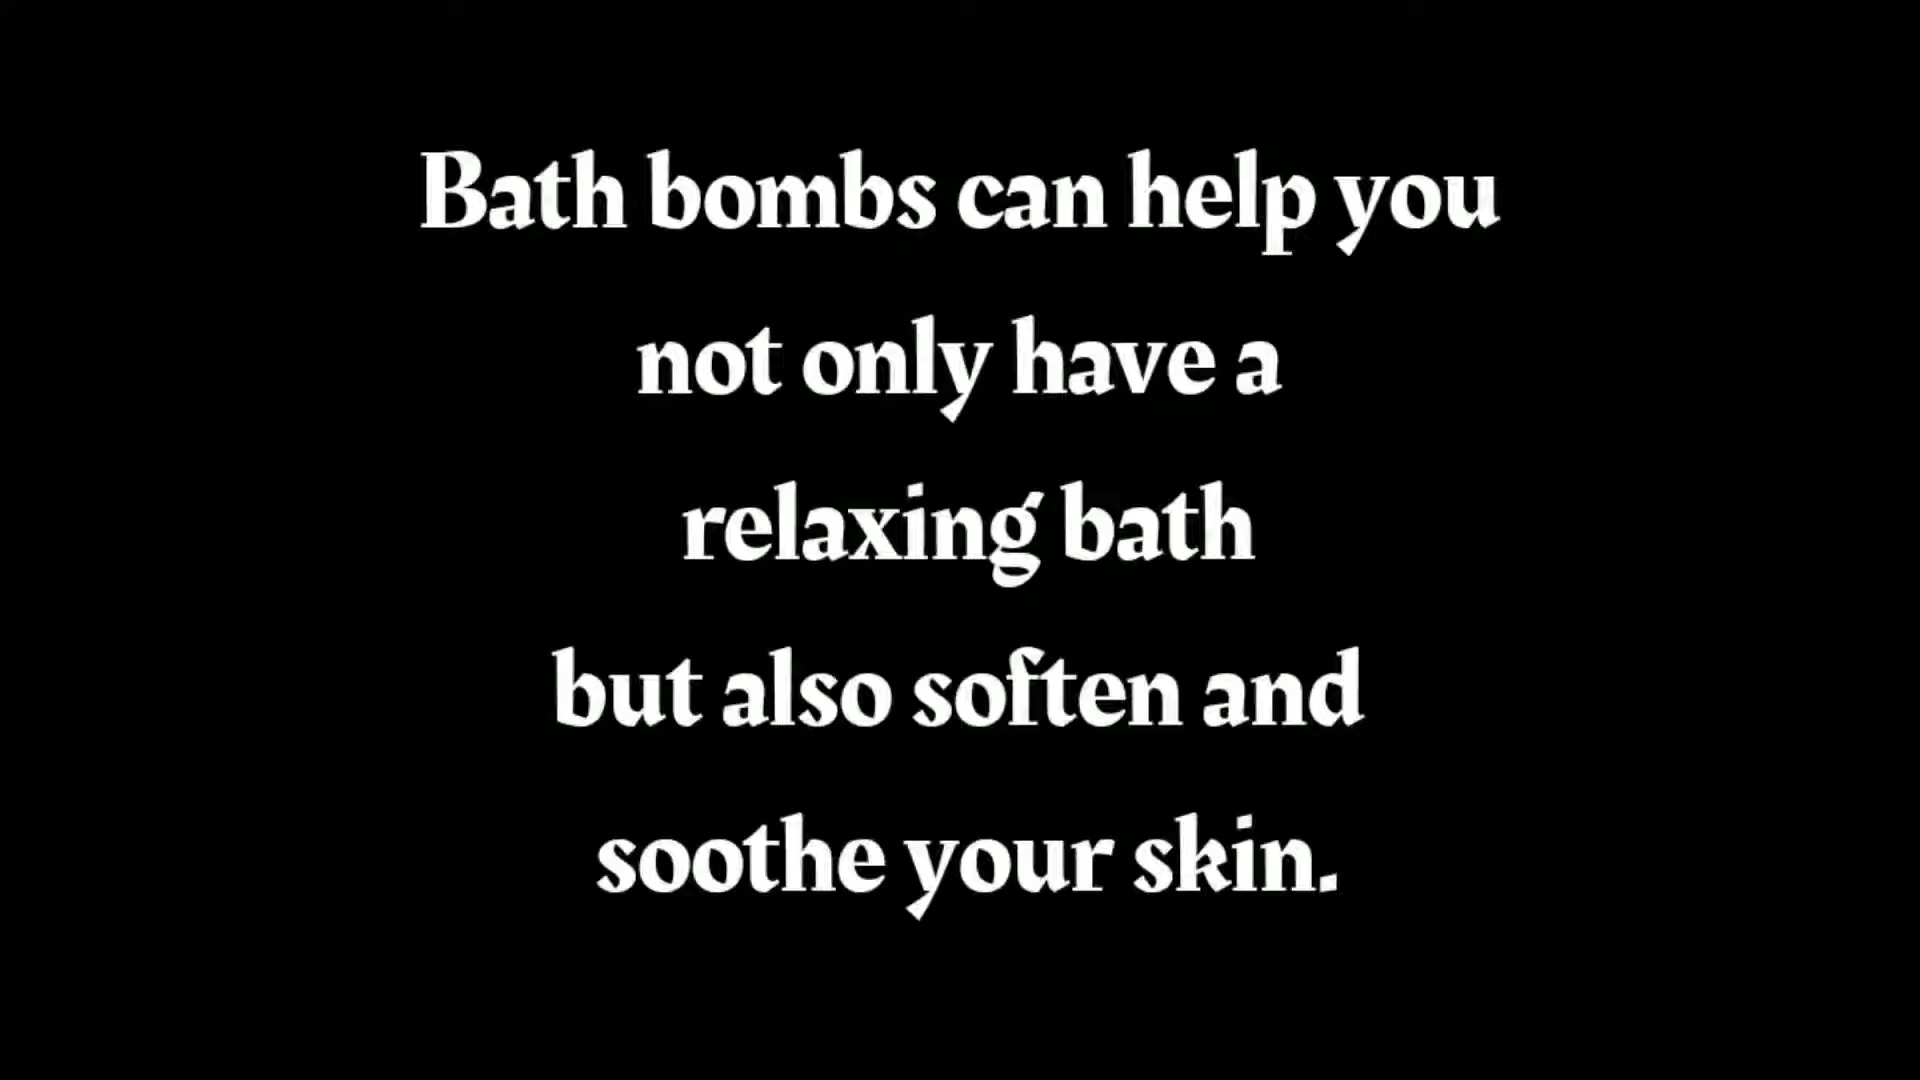 Bath bombs can help you
not only have a
relaxing bath
but also soften and
soothe your skin.